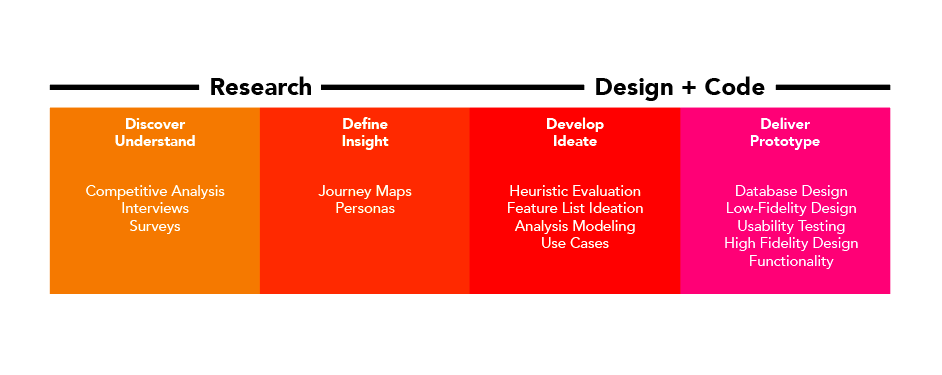 Research
Design + Code
Discover
Understand
Competitive Analysis
Interviews
Surveys
Define
Insight
Journey Maps
Personas
Develop
Ideate
Heuristic Evaluation
Feature List Ideation
Analysis Modeling
Use Cases
Deliver
Prototype
Database Design
Low-Fidelity Design
Usability Testing
High Fidelity Design
Functionality